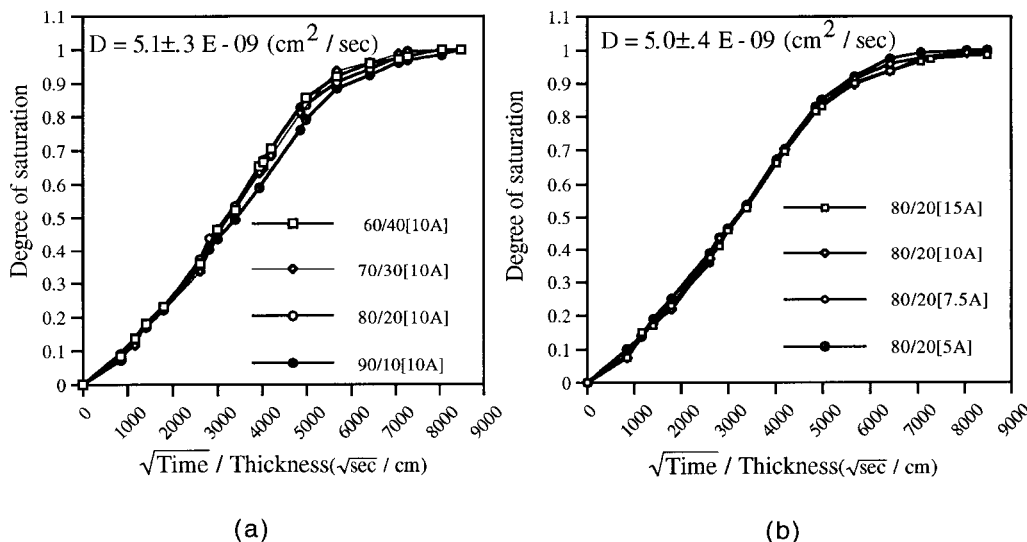 D = 5.1±.3 E - 09 (cm² / sec)
Degree of saturation
1.1
1
0.9
0.8
0.7
0.6
0.5
0.4
0.3
0.2
0.1
0
60/40[10A]
70/30[10A]
80/20[10A]
90/10[10A]
0
1000
2000
3000
4000
5000
6000
7000
8000
9000
√Time / Thickness(√sec / cm)
(a)
D = 5.0±.4 E - 09 (cm² / sec)
Degree of saturation
1.1
1
0.9
0.8
0.7
0.6
0.5
0.4
0.3
0.2
0.1
0
80/20[15A]
80/20[10A]
80/20[7.5A]
80/20[5A]
0
1000
2000
3000
4000
5000
6000
7000
8000
9000
√Time / Thickness(√sec / cm)
(b)